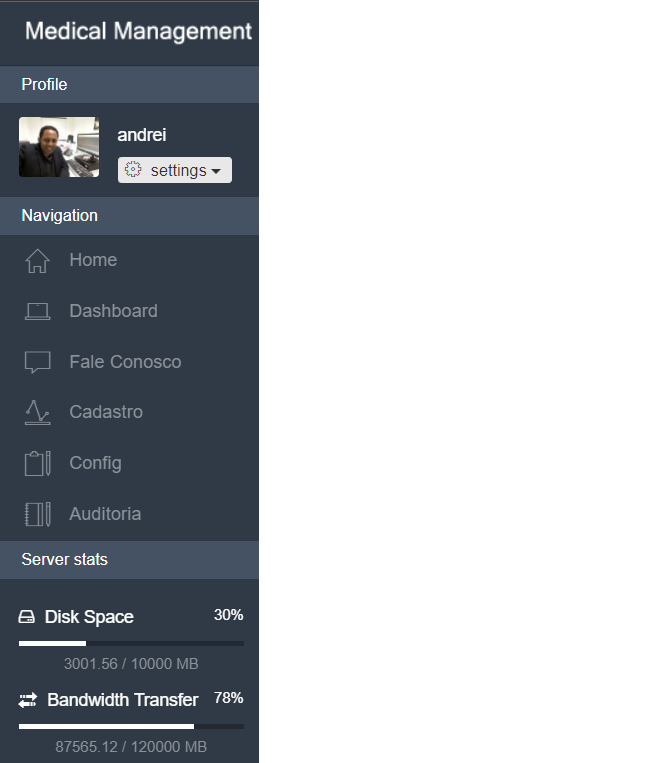 Medical Management
Profile
andrei
settings
Navigation
Home
Dashboard
Fale Conosco
Cadastro
Config
Auditoria
Server stats
Disk Space 30%
3001.56 / 10000 MB
Bandwidth Transfer 78%
87565.12 / 120000 MB